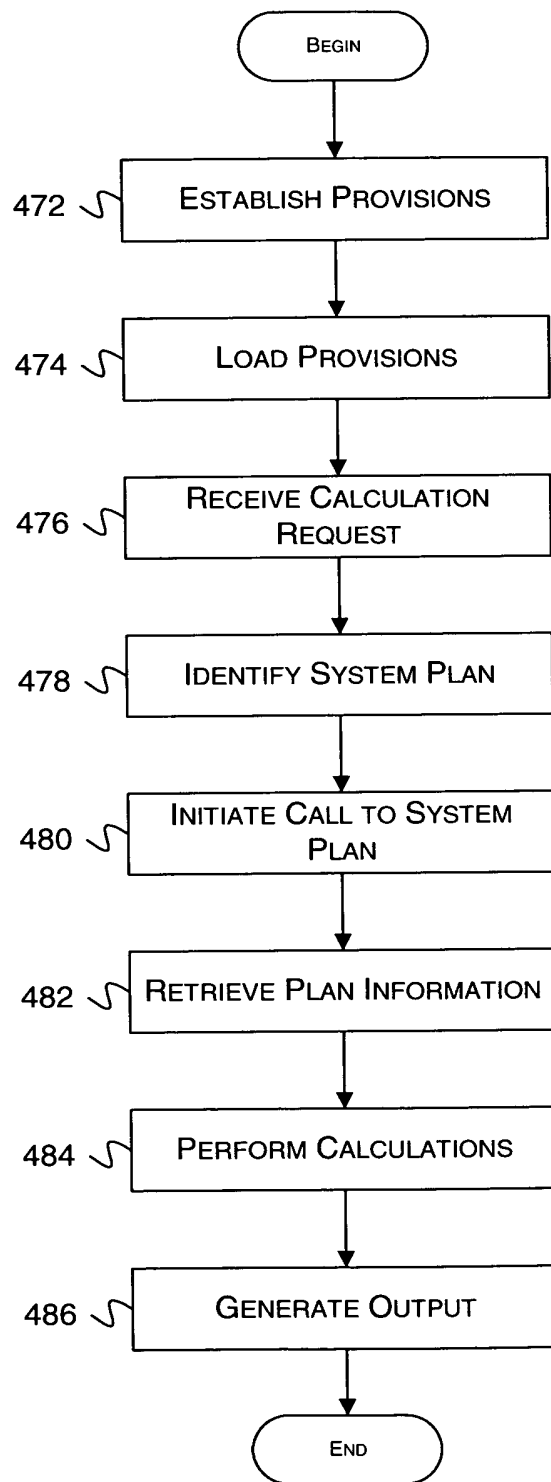 BEGIN
472 ESTABLISH PROVISIONS
474 LOAD PROVISIONS
476 RECEIVE CALCULATION
REQUEST
478 IDENTIFY SYSTEM PLAN
480 INITIATE CALL TO SYSTEM
PLAN
482 RETRIEVE PLAN INFORMATION
484 PERFORM CALCULATIONS
486 GENERATE OUTPUT
END